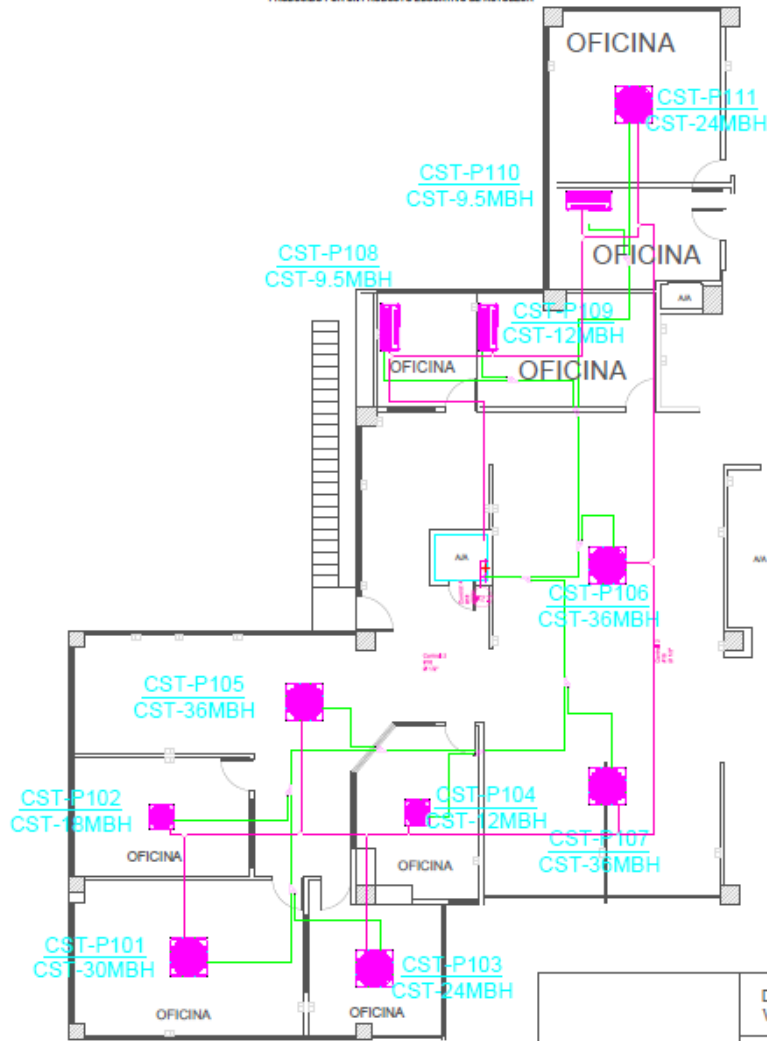 OFICINA
CST-P111
CST-24MBH
CST-P110
CST-9.5MBH
OFICINA
CST-P108
CST-9.5MBH
A/A
CST-P109
CST-12MBH
OFICINA
OFICINA
A/A
A/A
CST-P106
CST-36MBH
Control 2
CST-P105
CST-36MBH
CST-P102
CST-18MBH
CST-P104
CST-12MBH
CST-P107
CST-36MBH
OFICINA
OFICINA
CST-P101
CST-30MBH
CST-P103
CST-24MBH
OFICINA
OFICINA